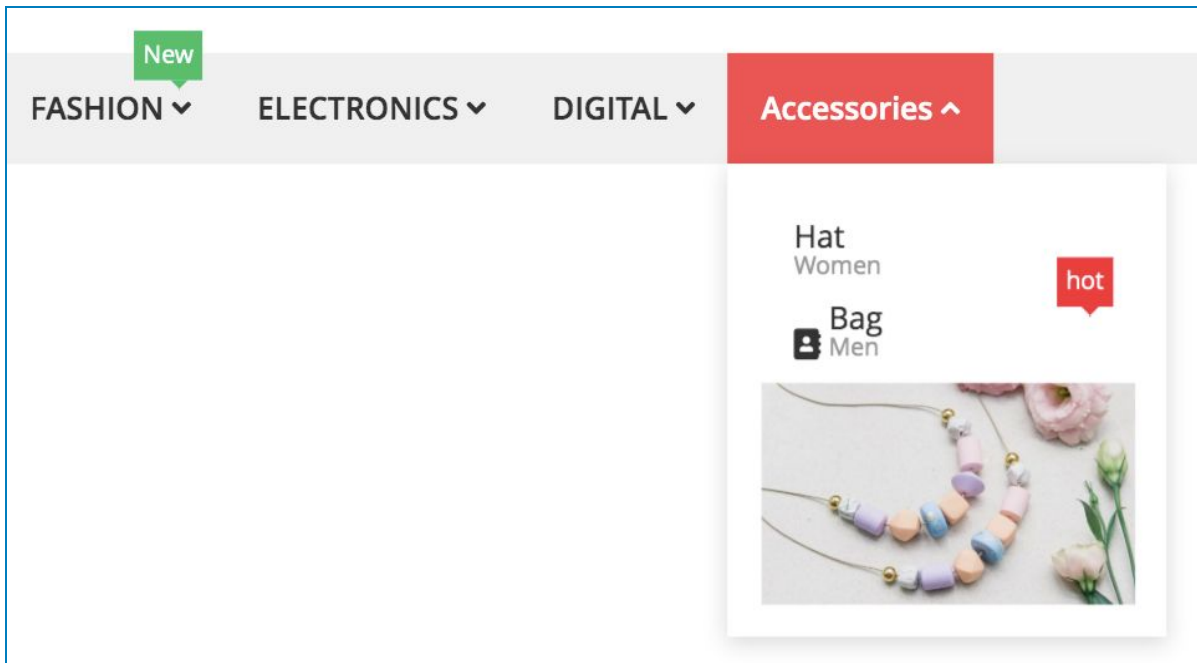 New
FASHION ELECTRONICS DIGITAL Accessories
Hat
Women
hot
Bag
Men